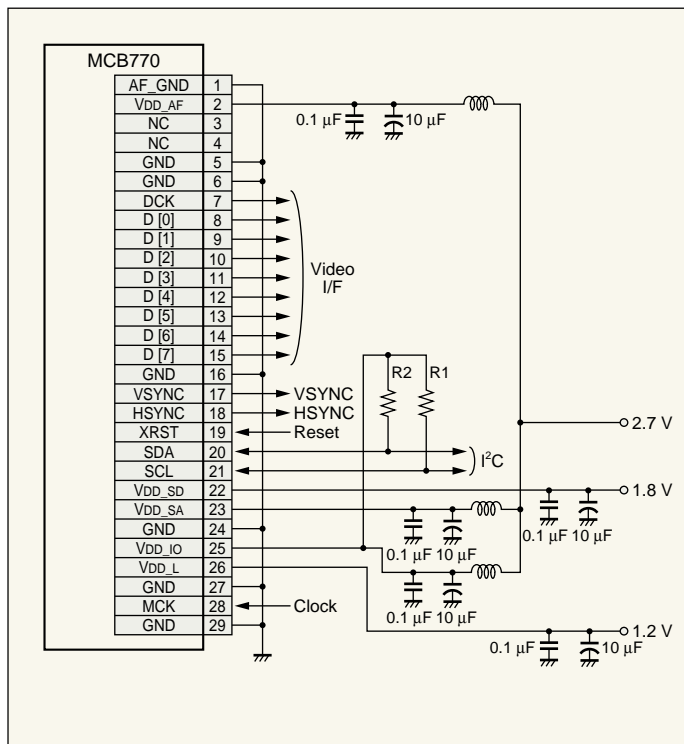 MCB770
AF_GND 1
VDD_AF 2
NC 3
NC 4
GND 5
GND 6
DCK 7
D [0] 8
D [1] 9
D [2] 10
D [3] 11
D [4] 12
D [5] 13
D [6] 14
D [7] 15
GND 16
VSYNC 17
HSYNC 18
XRST 19
SDA 20
SCL 21
VDD_SD 22
VDD_SA 23
GND 24
VDD_IO 25
VDD_L 26
GND 27
MCK 28
GND 29
0.1 µF 10 µF
Video
I/F
R2 R1
VSYNC
HSYNC
Reset
2.7 V
I²C
1.8 V
0.1 µF 10 µF
0.1 µF 10 µF
0.1 µF 10 µF
Clock
1.2 V
0.1 µF 10 µF